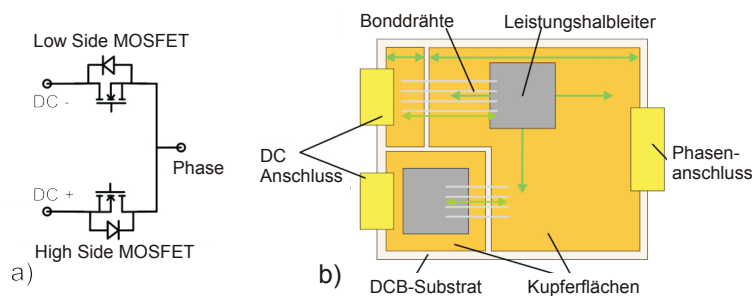 a)
Low Side MOSFET
DC -
Phase
DC +
High Side MOSFET
b)
Bonddrähte
Leistungshalbleiter
DC
Anschluss
Phasen-
anschluss
DCB-Substrat
Kupferflächen